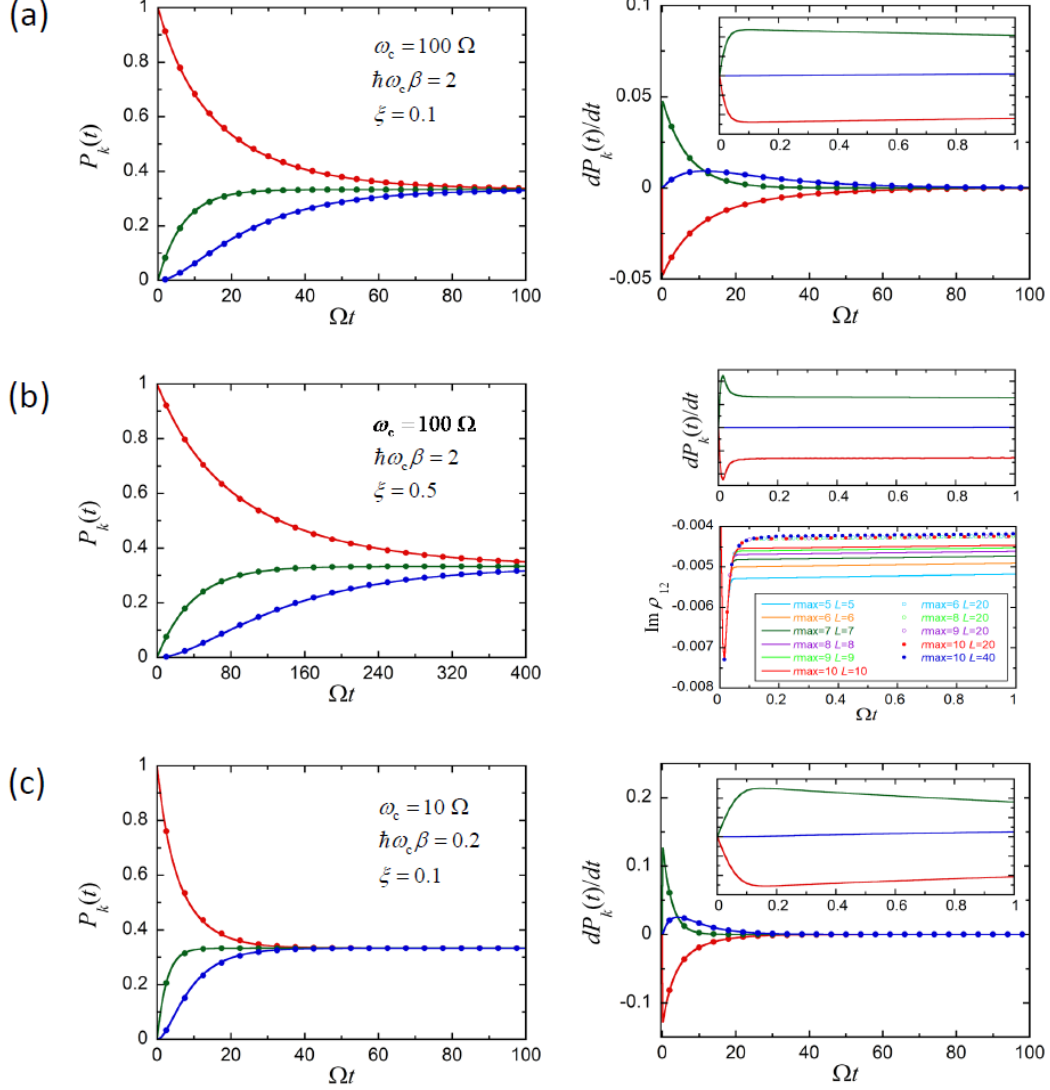 (a)
1
0.8
0.6
0.4
0.2
0
P_k(t)
ω_c = 100 Ω
ℏω_cβ = 2
ξ = 0.1
0 20 40 60 80 100
Ωt
0.1
0.05
0
-0.05
dP_k(t)/dt
0 0.2 0.4 0.6 0.8 1
0 20 40 60 80 100
Ωt
(b)
1
0.8
0.6
0.4
0.2
0
P_k(t)
ω_c = 100 Ω
ℏω_cβ = 2
ξ = 0.5
0 80 160 250 320 400
Ωt
dP_k(t)/dt
0 0.2 0.4 0.6 0.8 1
-0.004
-0.005
-0.006
-0.007
-0.008
Im ρ_12
rmax=5 L=5 rmax=6 L=20
rmax=6 L=6 rmax=8 L=20
rmax=7 L=7 rmax=9 L=20
rmax=8 L=8 rmax=10 L=20
rmax=9 L=9 rmax=10 L=40
rmax=10 L=10
0 0.2 0.4 0.6 0.8 1
Ωt
(c)
1
0.8
0.6
0.4
0.2
0
P_k(t)
ω_c = 10 Ω
ℏω_cβ = 0.2
ξ = 0.1
0 20 40 60 80 100
Ωt
0.2
0.1
0
-0.1
dP_k(t)/dt
0 0.2 0.4 0.6 0.8 1
0 20 40 60 80 100
Ωt